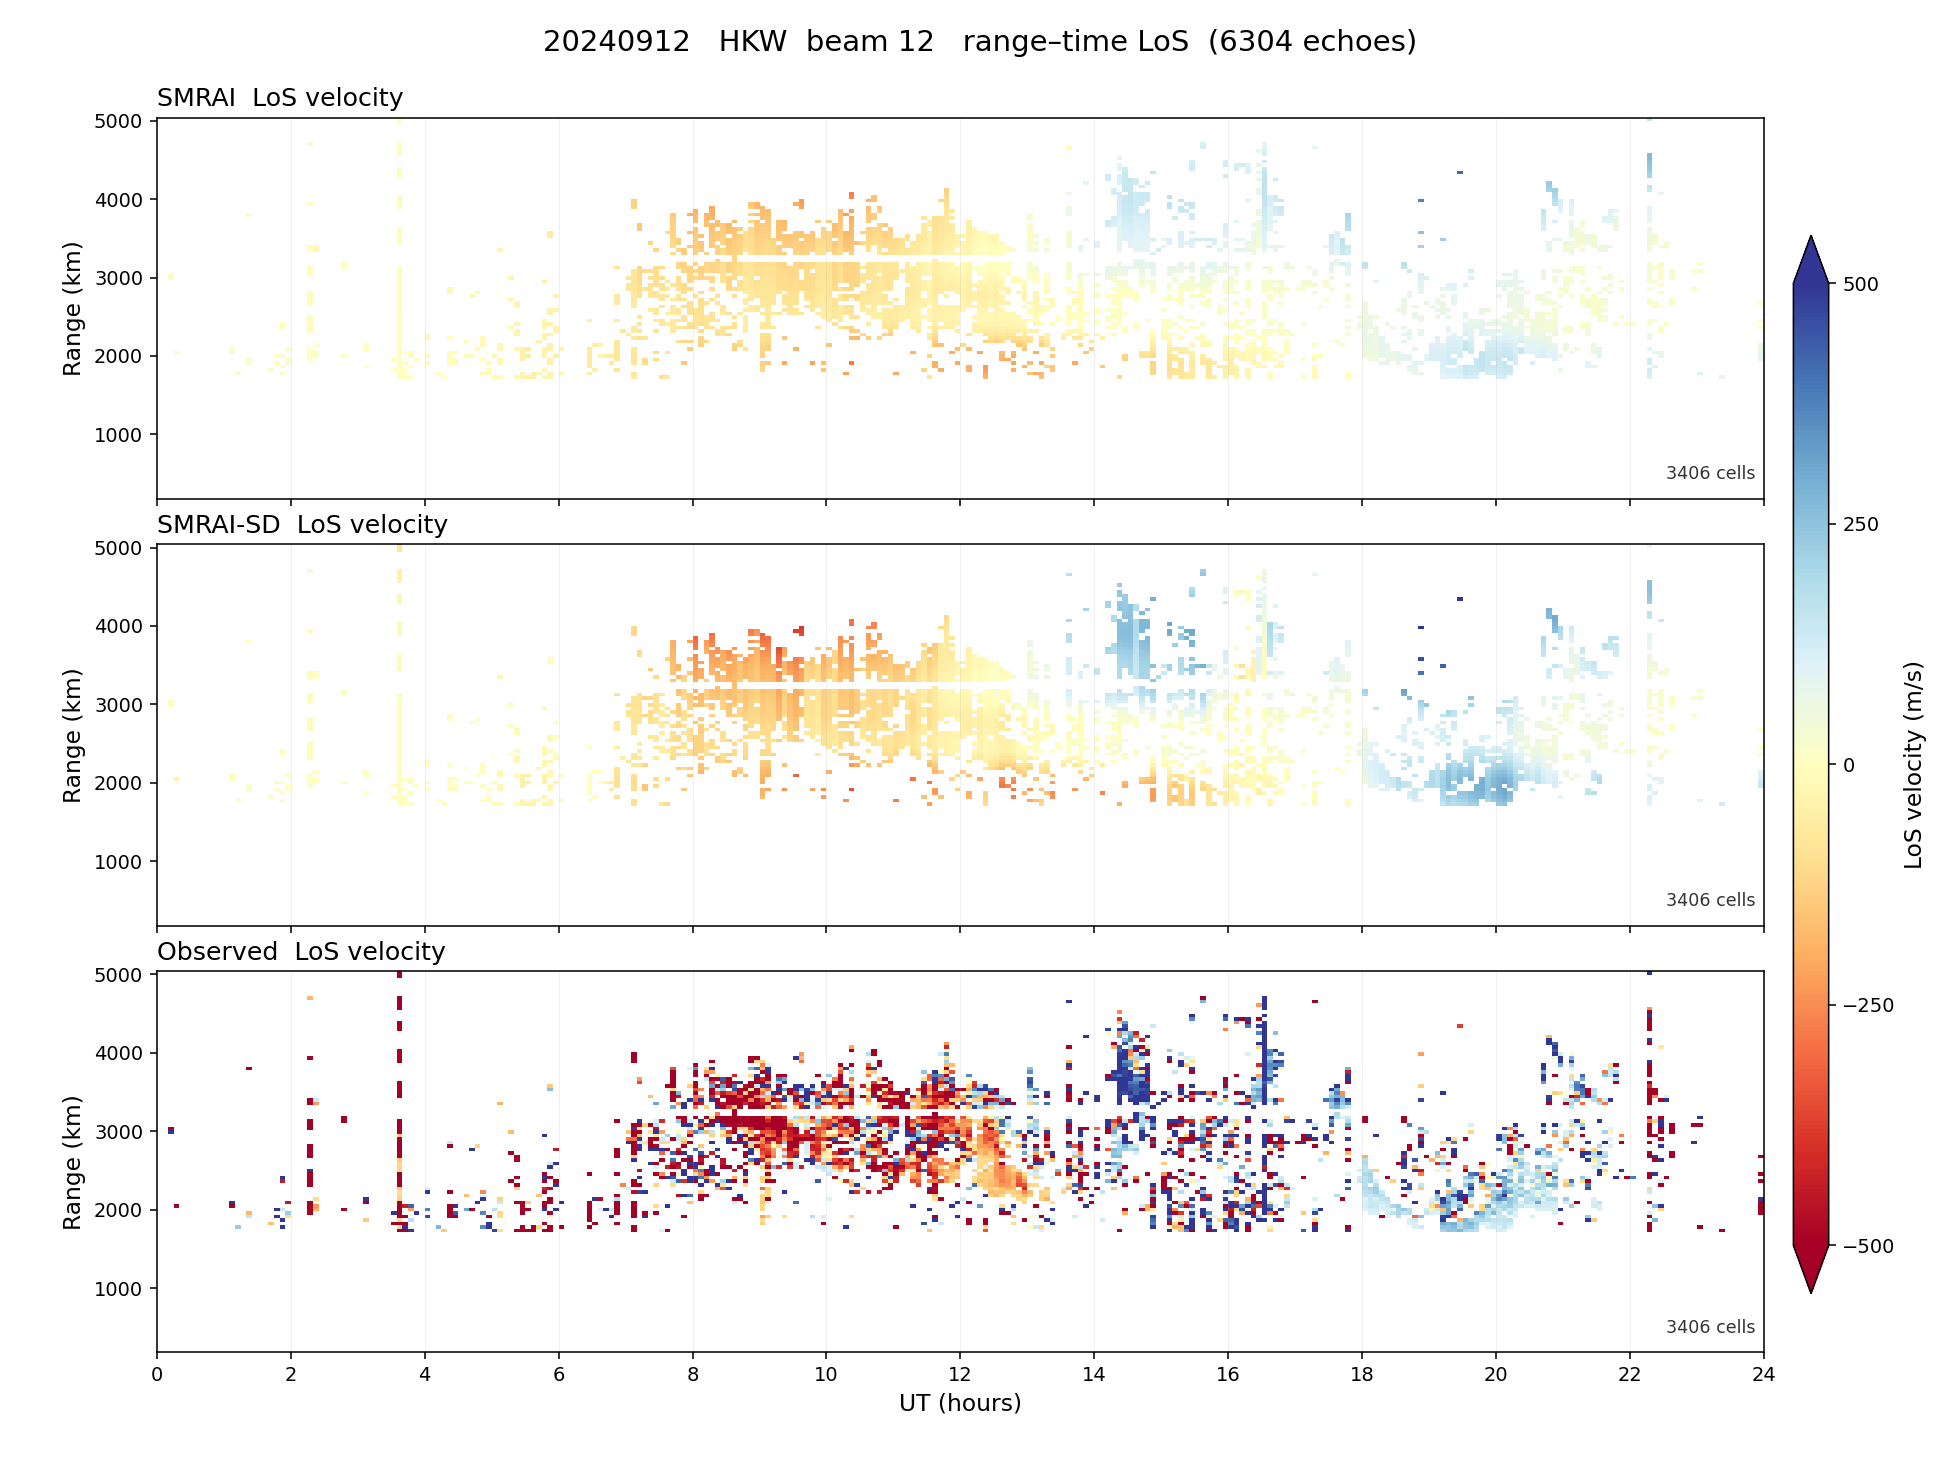 20240912   HKW  beam 12   range–time LoS  (6304 echoes)
SMRAI  LoS velocity
5000
4000
3000
2000
1000
Range (km)
3406 cells
SMRAI-SD  LoS velocity
5000
4000
3000
2000
1000
Range (km)
3406 cells
Observed  LoS velocity
5000
4000
3000
2000
1000
Range (km)
3406 cells
0 2 4 6 8 10 12 14 16 18 20 22 24
UT (hours)
500
250
0
−250
−500
LoS velocity (m/s)